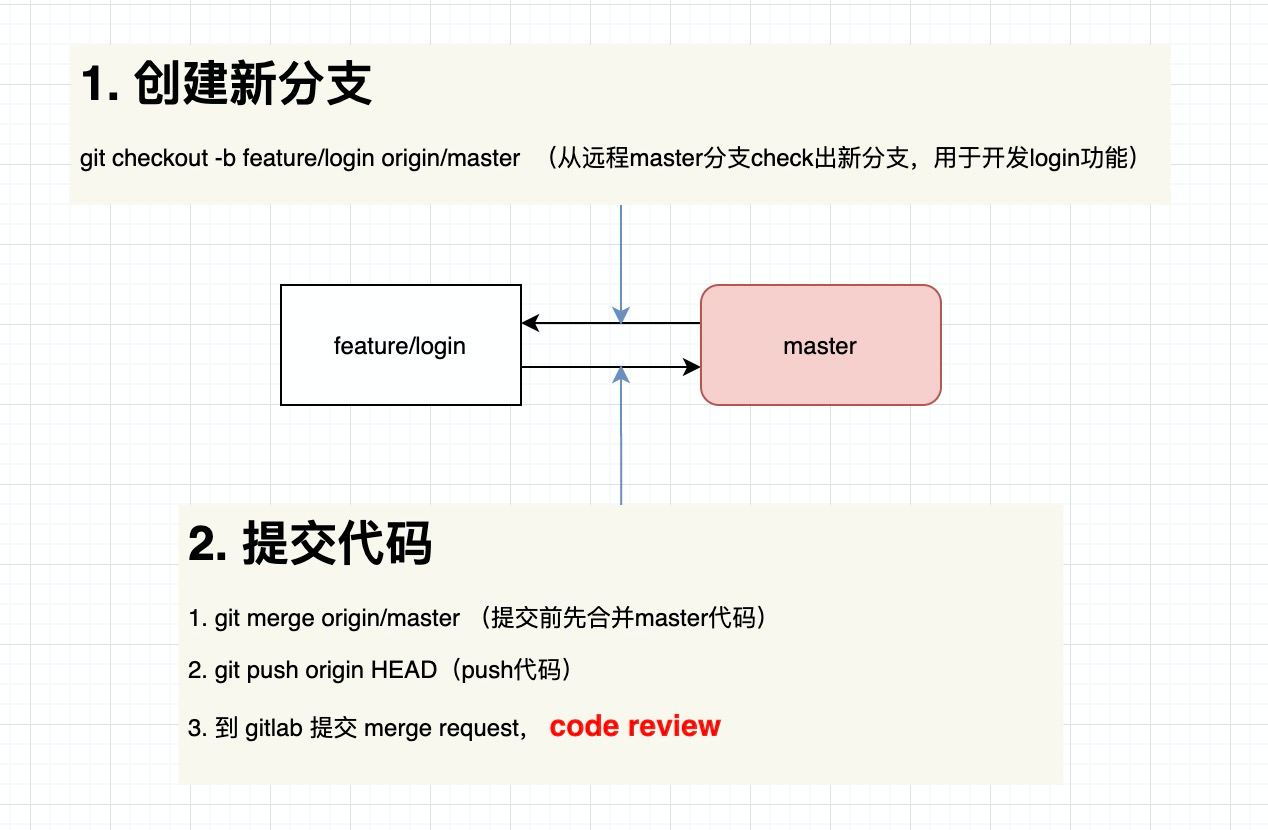 1. 创建新分支
git checkout -b feature/login origin/master （从远程master分支check出新分支，用于开发login功能）
feature/login
master
2. 提交代码
1. git merge origin/master （提交前先合并master代码）
2. git push origin HEAD（push代码）
3. 到 gitlab 提交 merge request， code review